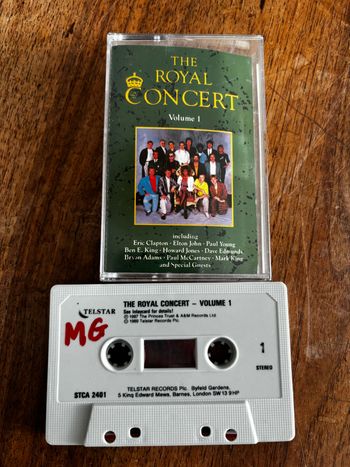 THE
ROYAL
CONCERT
Volume 1
including
Eric Clapton · Elton John · Paul Young
Ben E. King · Howard Jones · Dave Edmunds
Bryan Adams · Paul McCartney · Mark King
and Special Guests
TELSTAR
THE ROYAL CONCERT – VOLUME 1
See inlaycard for details!
℗ 1987 The Princes Trust & A&M Records Ltd.
© 1989 Telstar Records Plc.
MG
1
STEREO
STCA 2401
TELSTAR RECORDS Plc. Byfeld Gardens,
5 King Edward Mews, Barnes, London SW13 9HP